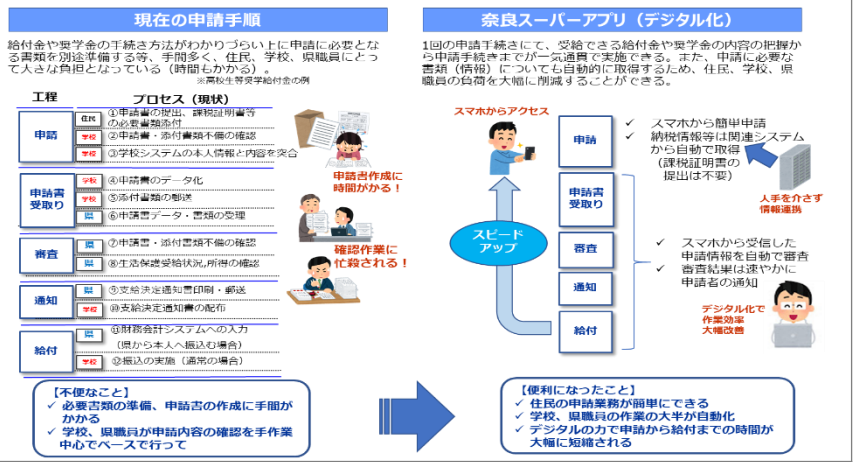 現在の申請手順
給付金や奨学金の手続き方法がわかりづらい上に申請に必要とな
る書類を別途準備する等、手間多く、住民、学校、県職員にとっ
て大きな負担となっている（時間もかかる）。
※高校生等奨学給付金の例
工程
プロセス（現状）
申請
住民
①申請書の提出、課税証明書等
の必要書類添付
学校
②申請書・添付書類不備の確認
学校
③学校システムの本人情報と内容を突合
申請書作成に
時間がかる！
申請書
受取り
学校
④申請書のデータ化
学校
⑤添付書類の郵送
県
⑥申請書データ・書類の受理
審査
県
⑦申請書・添付書類不備の確認
県
⑧生活保護受給状況,所得の確認
確認作業に
忙殺される！
通知
県
⑨支給決定通知書印刷・郵送
学校
⑩支給決定通知書の配布
給付
県
⑪財務会計システムへの入力
（県から本人へ振込む場合）
学校
⑫振込の実施（通常の場合）
【不便なこと】
✓ 必要書類の準備、申請書の作成に手間が
かかる
✓ 学校、県職員が申請内容の確認を手作業
中心でベースで行って
奈良スーパーアプリ（デジタル化）
1回の申請手続きにて、受給できる給付金や奨学金の内容の把握か
ら申請手続きまでが一気通貫で実施できる。また、申請に必要な
書類（情報）についても自動的に取得するため、住民、学校、県
職員の負荷を大幅に削減することができる。
スマホからアクセス
スピード
アップ
申請
申請書
受取り
審査
通知
給付
✓ スマホから簡単申請
✓ 納税情報等は関連システム
から自動で取得
（課税証明書の
提出は不要）
人手を介さず
情報連携
✓ スマホから受信した
申請情報を自動で審査
✓ 審査結果は速やかに
申請者の通知
デジタル化で
作業効率
大幅改善
【便利になったこと】
✓ 住民の申請業務が簡単にできる
✓ 学校、県職員の作業の大半が自動化
✓ デジタルの力で申請から給付までの時間が
大幅に短縮される